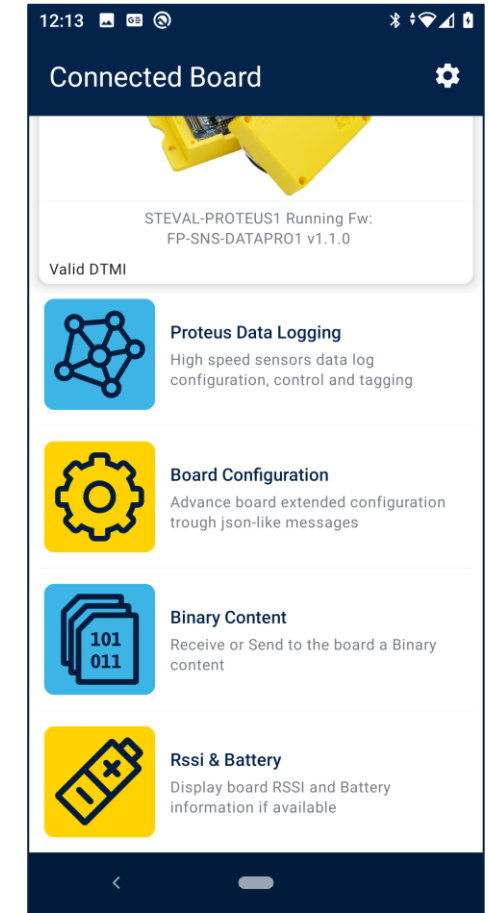 12:13
Connected Board
STEVAL-PROTEUS1 Running Fw:
FP-SNS-DATAPRO1 v1.1.0
Valid DTMI
Proteus Data Logging
High speed sensors data log
configuration, control and tagging
Board Configuration
Advance board extended configuration
trough json-like messages
101
011
Binary Content
Receive or Send to the board a Binary
content
Rssi & Battery
Display board RSSI and Battery
information if available